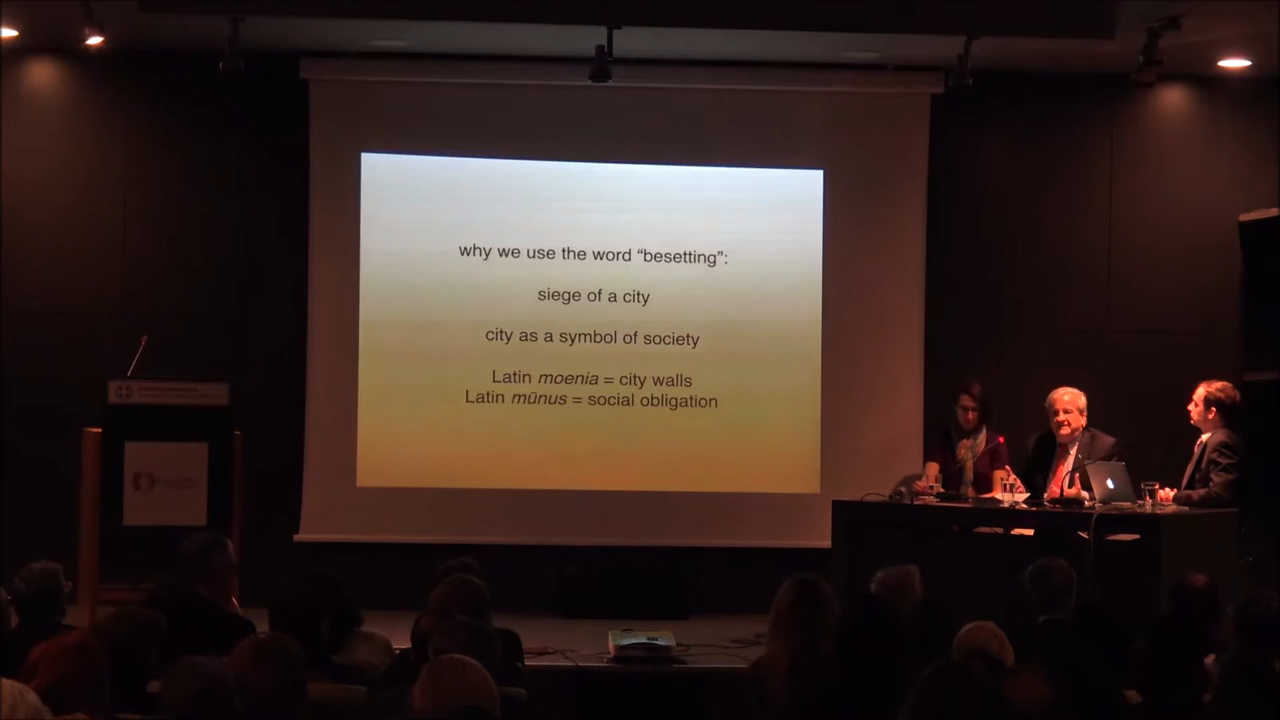 why we use the word “besetting”:
siege of a city
city as a symbol of society
Latin moenia = city walls
Latin mūnus = social obligation